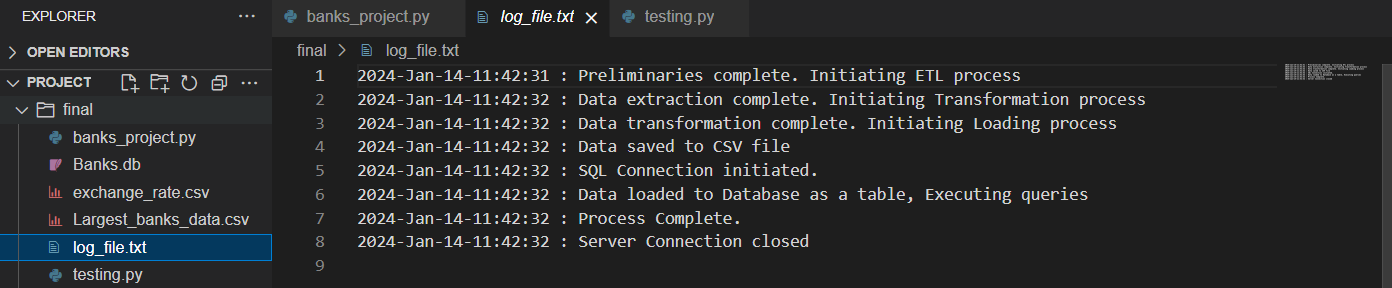 EXPLORER
OPEN EDITORS
PROJECT
final
banks_project.py
Banks.db
exchange_rate.csv
Largest_banks_data.csv
log_file.txt
testing.py
banks_project.py
log_file.txt
testing.py
final > log_file.txt
1 2024-Jan-14-11:42:31 : Preliminaries complete. Initiating ETL process
2 2024-Jan-14-11:42:32 : Data extraction complete. Initiating Transformation process
3 2024-Jan-14-11:42:32 : Data transformation complete. Initiating Loading process
4 2024-Jan-14-11:42:32 : Data saved to CSV file
5 2024-Jan-14-11:42:32 : SQL Connection initiated.
6 2024-Jan-14-11:42:32 : Data loaded to Database as a table, Executing queries
7 2024-Jan-14-11:42:32 : Process Complete.
8 2024-Jan-14-11:42:32 : Server Connection closed
9